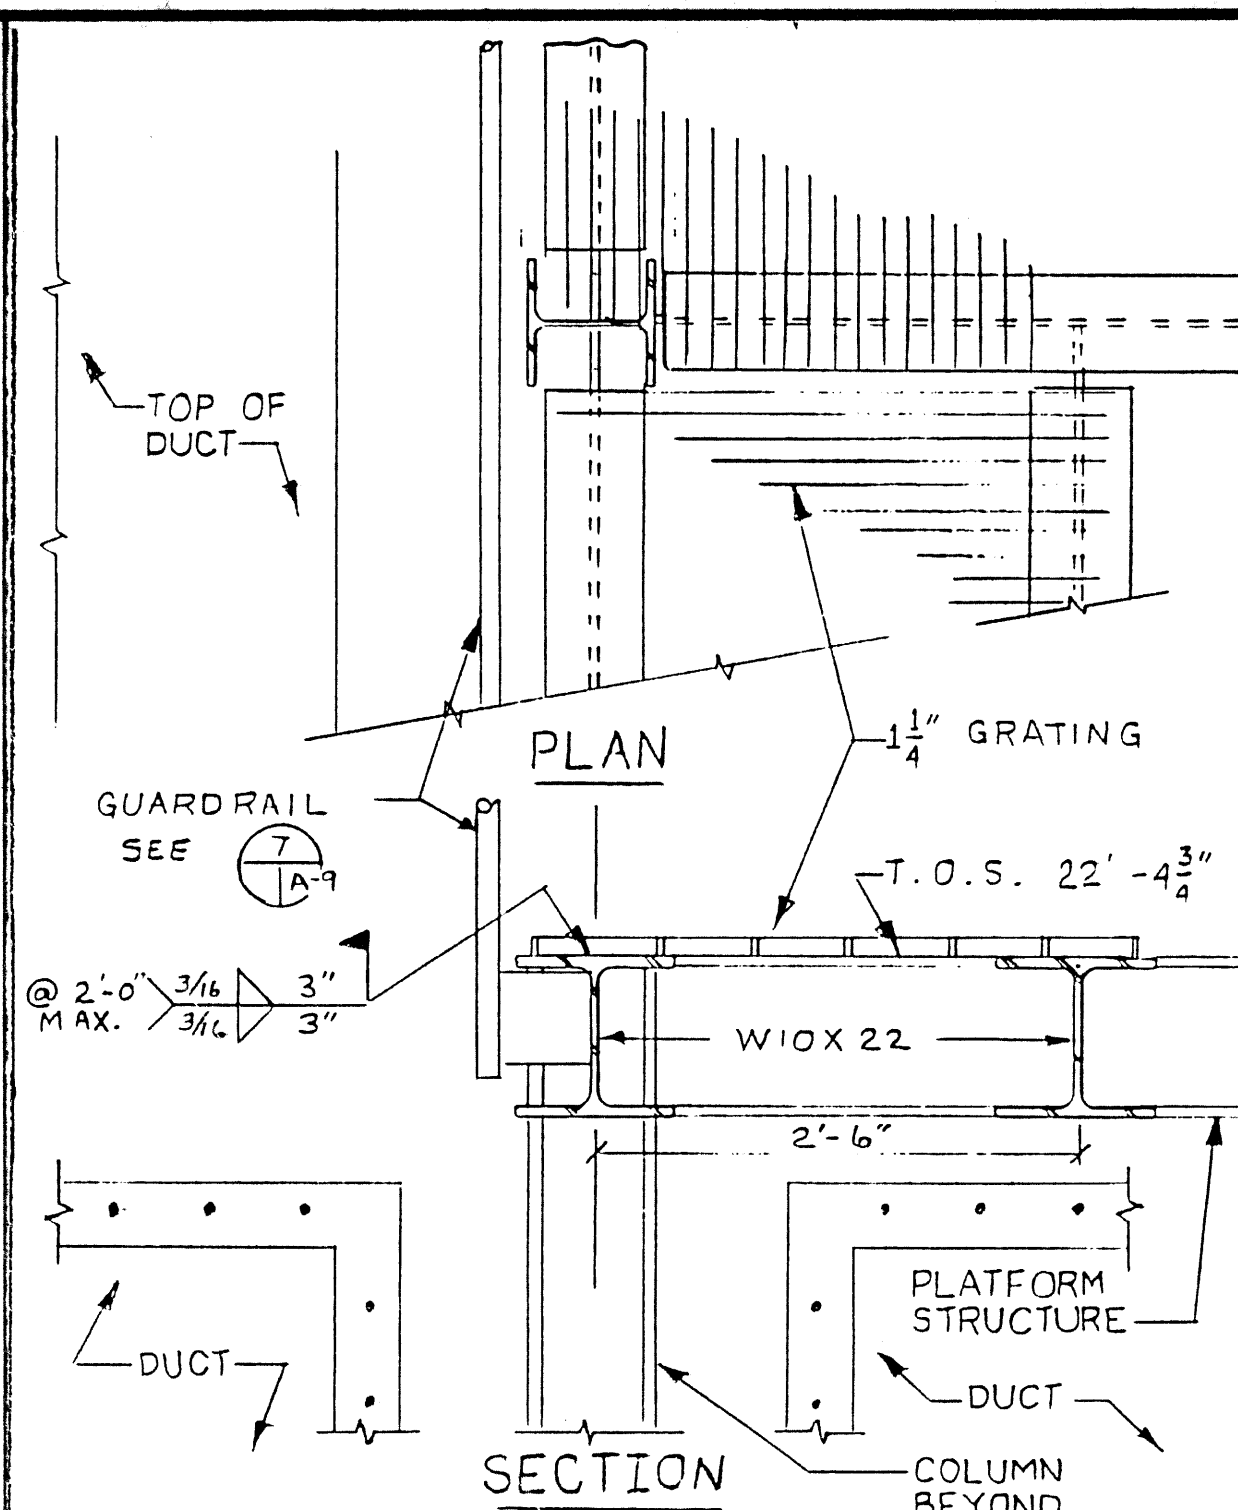 TOP OF
DUCT
PLAN
1 1/4" GRATING
GUARDRAIL
SEE
7
A-9
T.O.S. 22'-4 3/4"
@ 2'-0"
MAX.
3/16
3"
3/16
3"
W10X22
2'-6"
PLATFORM
STRUCTURE
DUCT
DUCT
SECTION
COLUMN
BEYOND